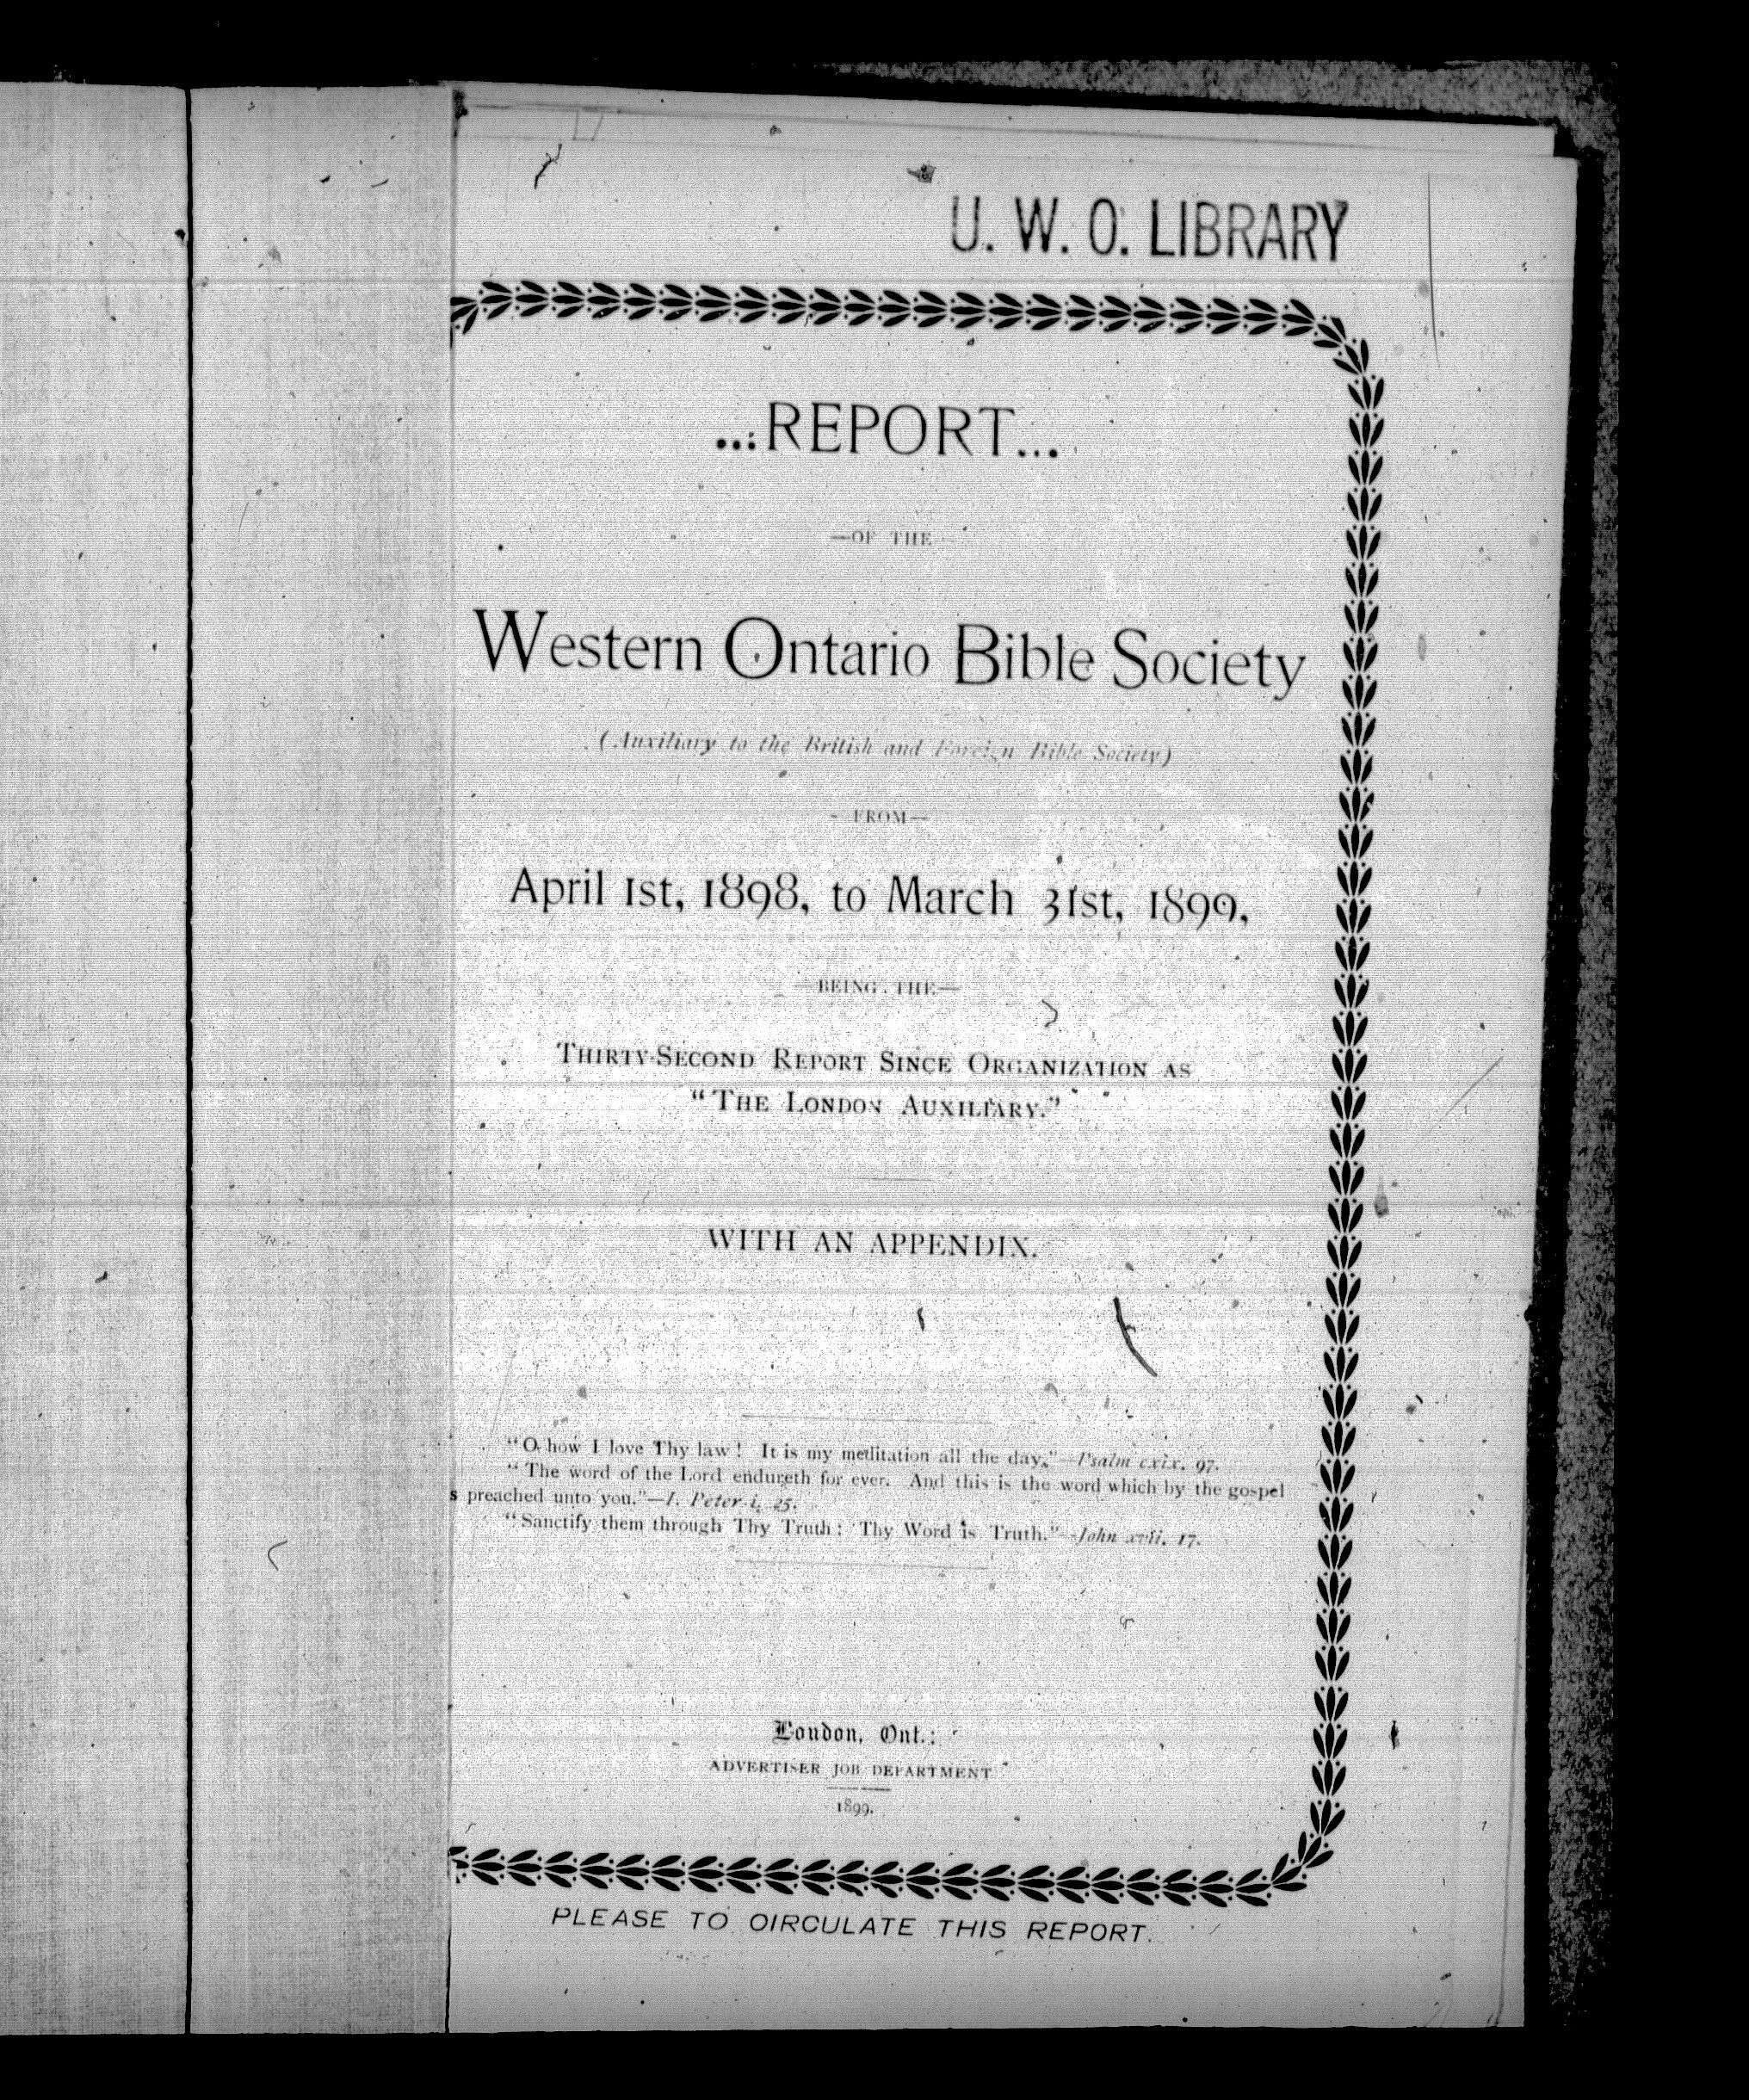 U. W. O. LIBRARY
...REPORT...
—OF THE—
Western Ontario Bible Society
(Auxiliary to the British and Foreign Bible Society)
—FROM—
April 1st, 1898, to March 31st, 1899,
—BEING THE—
THIRTY-SECOND REPORT SINCE ORGANIZATION AS
"THE LONDON AUXILIARY."
WITH AN APPENDIX.
"O how I love Thy law! It is my meditation all the day."—Psalm cxix. 97.
"The word of the Lord endureth for ever. And this is the word which by the gospel
s preached unto you."—I. Peter i. 25.
"Sanctify them through Thy Truth: Thy Word is Truth."—John xvii. 17.
London, Ont.:
ADVERTISER JOB DEPARTMENT
1899.
PLEASE TO CIRCULATE THIS REPORT.